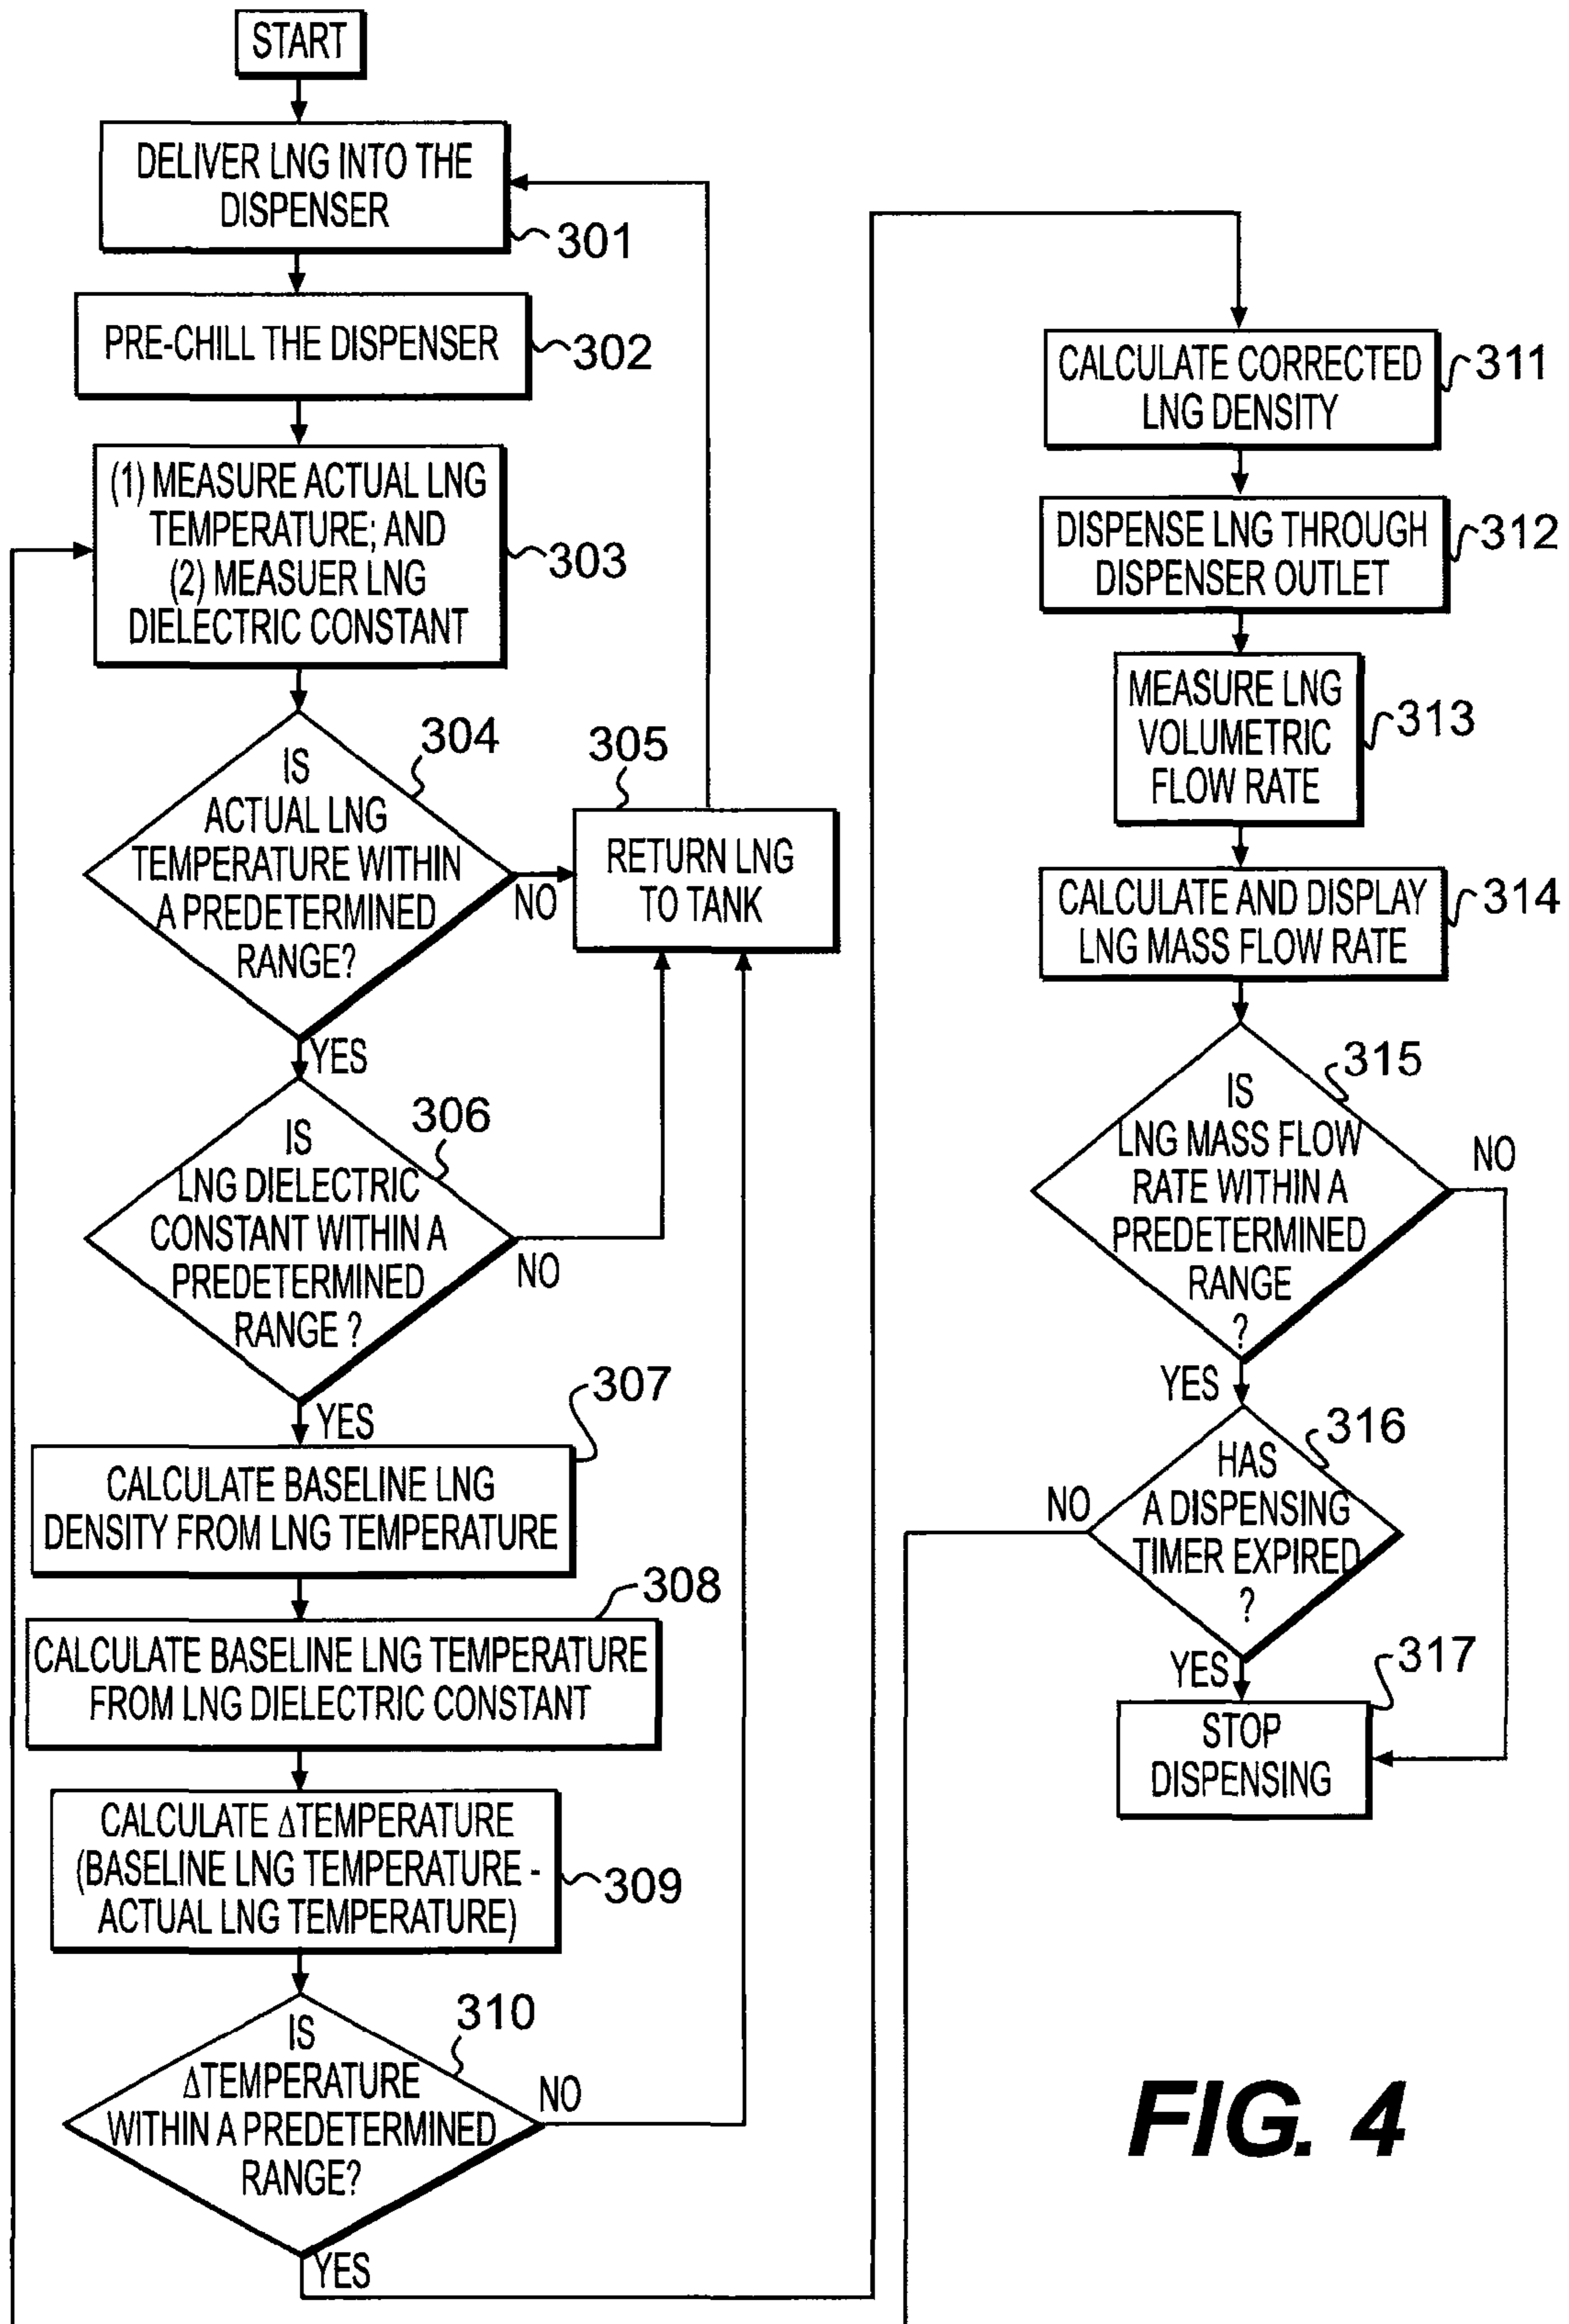 START
DELIVER LNG INTO THE
DISPENSER
301
PRE-CHILL THE DISPENSER
302
(1) MEASURE ACTUAL LNG
TEMPERATURE; AND
(2) MEASUER LNG
DIELECTRIC CONSTANT
303
304
IS
ACTUAL LNG
TEMPERATURE WITHIN
A PREDETERMINED
RANGE?
NO
YES
305
RETURN LNG
TO TANK
306
IS
LNG DIELECTRIC
CONSTANT WITHIN A
PREDETERMINED
RANGE ?
NO
YES
307
CALCULATE BASELINE LNG
DENSITY FROM LNG TEMPERATURE
308
CALCULATE BASELINE LNG TEMPERATURE
FROM LNG DIELECTRIC CONSTANT
CALCULATE ΔTEMPERATURE
(BASELINE LNG TEMPERATURE -
ACTUAL LNG TEMPERATURE)
309
310
IS
ΔTEMPERATURE
WITHIN A PREDETERMINED
RANGE?
NO
YES
CALCULATE CORRECTED
LNG DENSITY
311
DISPENSE LNG THROUGH
DISPENSER OUTLET
312
MEASURE LNG
VOLUMETRIC
FLOW RATE
313
CALCULATE AND DISPLAY
LNG MASS FLOW RATE
314
315
IS
LNG MASS FLOW
RATE WITHIN A
PREDETERMINED
RANGE
?
NO
YES
316
HAS
A DISPENSING
TIMER EXPIRED
?
NO
YES
317
STOP
DISPENSING
FIG. 4